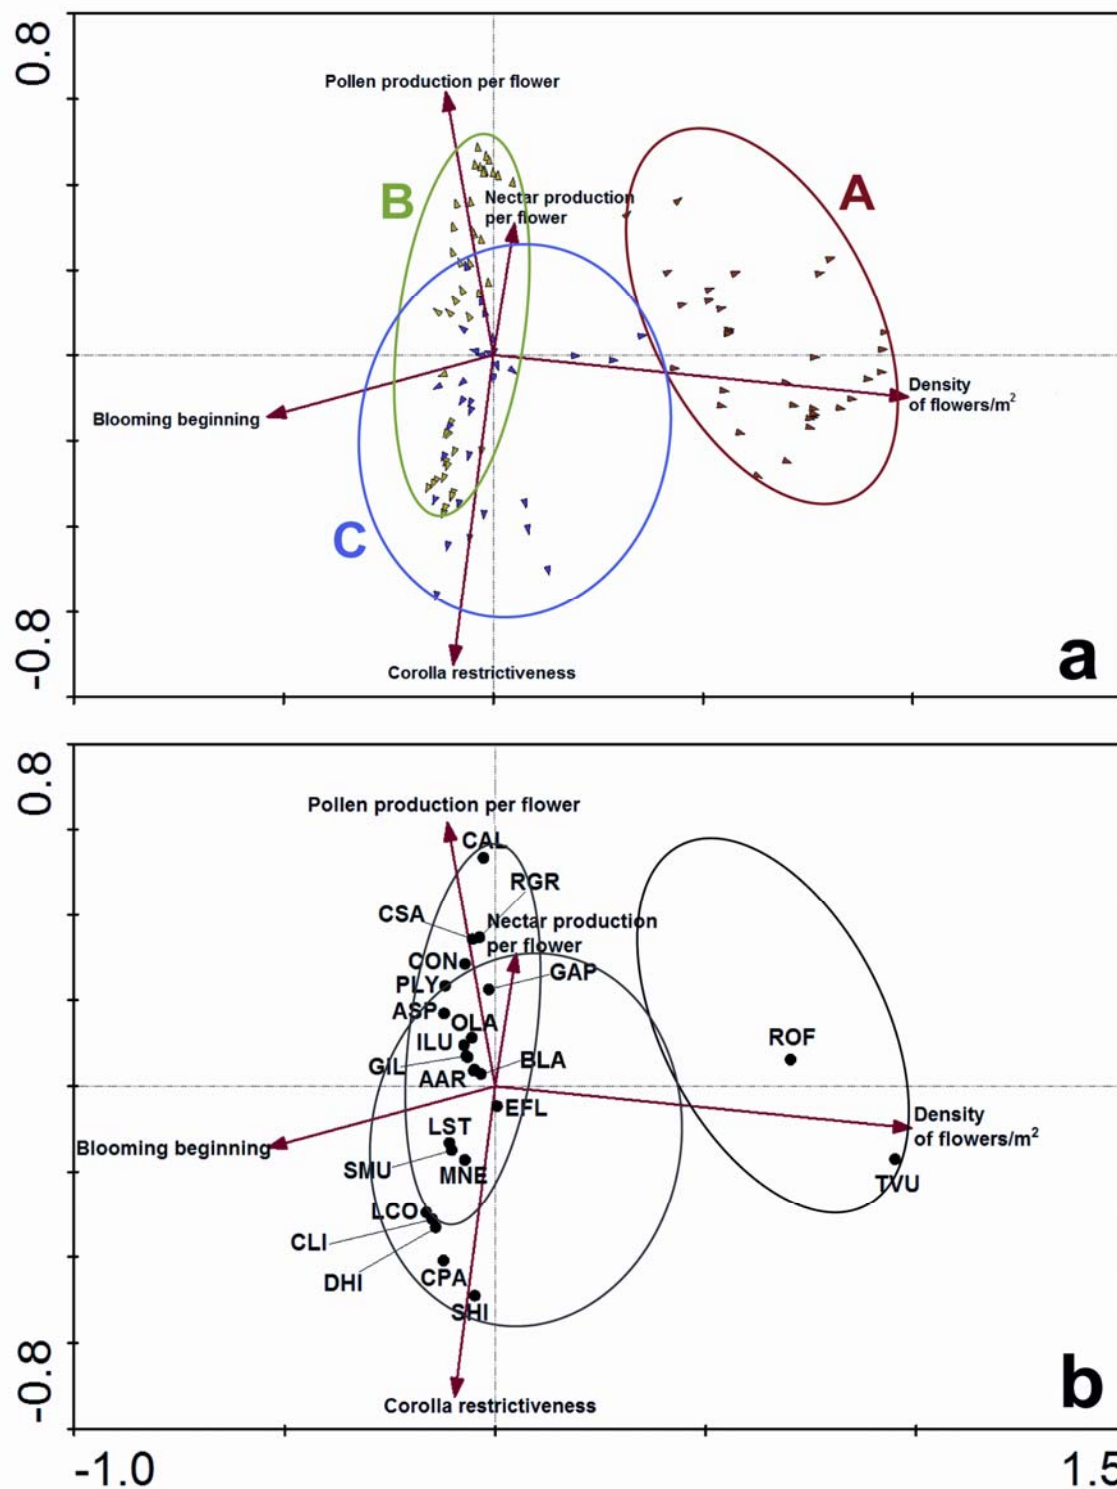 0.8
Pollen production per flower
B
Nectar production
per flower
A
Density
of flowers/m²
Blooming beginning
C
Corolla restrictiveness
-0.8
a
0.8
Pollen production per flower
CAL
RGR
CSA
Nectar production
per flower
CON
GAP
PLY
ASP
OLA
ILU
ROF
GIL
BLA
AAR
EFL
Density
of flowers/m²
LST
Blooming beginning
SMU
MNE
TVU
LCO
CLI
DHI
CPA
SHI
-0.8
Corolla restrictiveness
b
-1.0
1.5